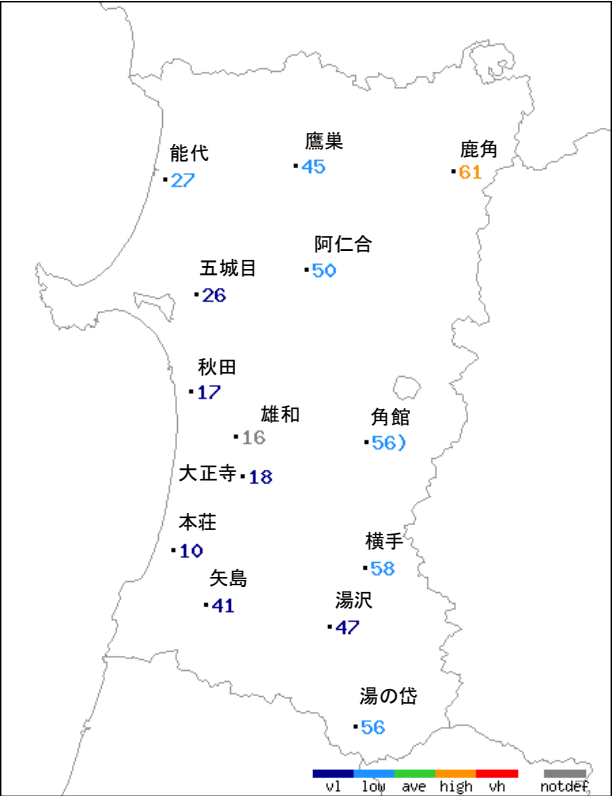 鷹巣
45
鹿角
61
能代
27
阿仁合
50
五城目
26
秋田
17
雄和
16
角館
56)
大正寺
18
本荘
10
横手
58
矢島
41
湯沢
47
湯の岱
56
vl low ave high vh notdef